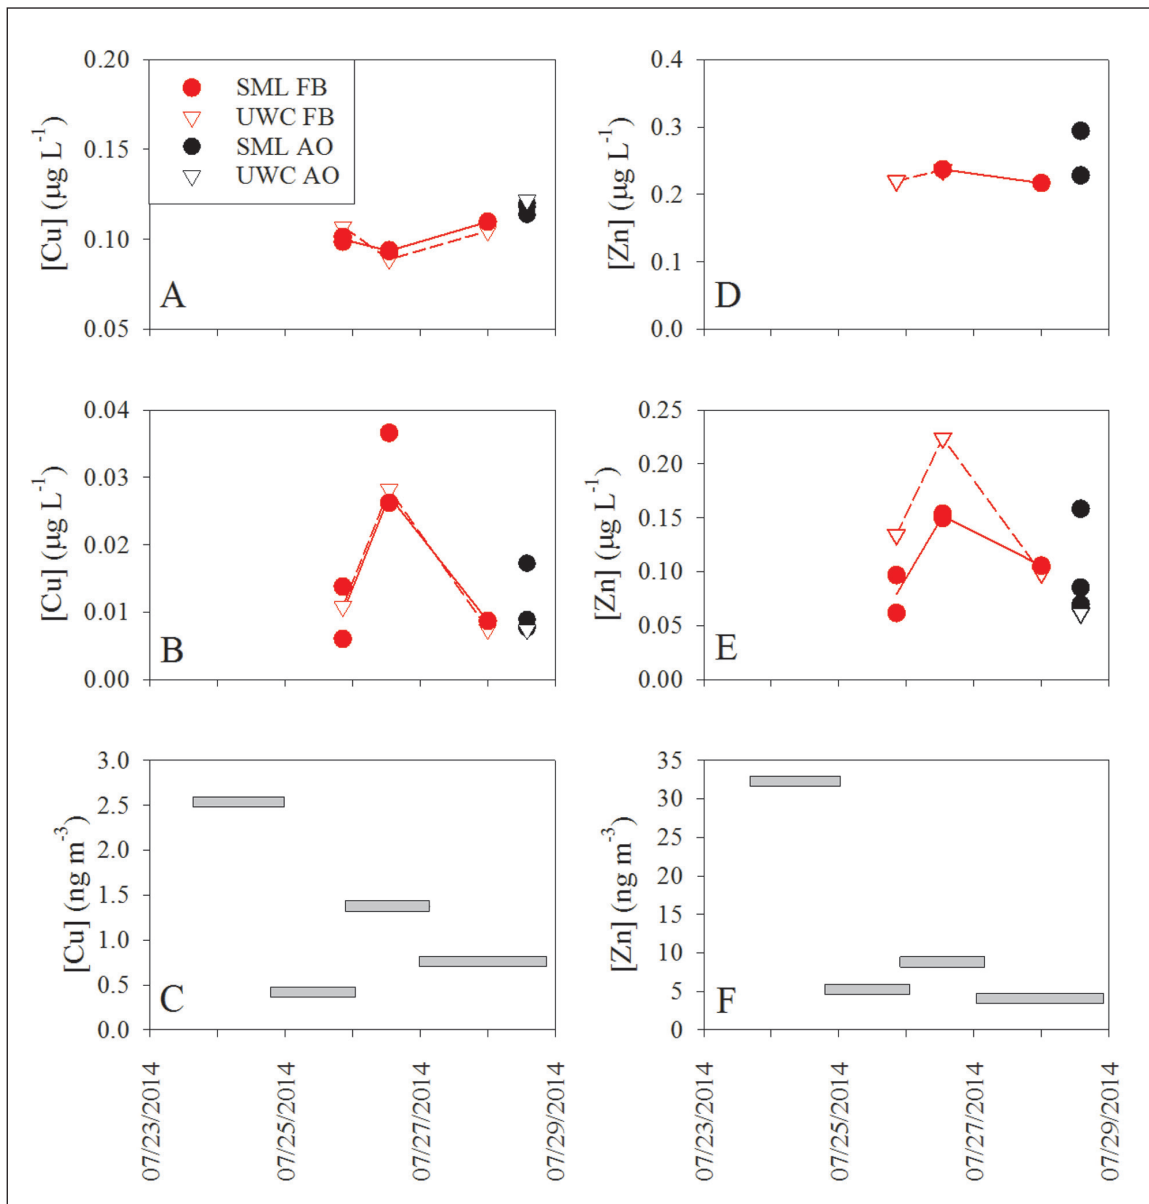 0.20
0.15
0.10
0.05
[Cu] (µg L-1)
SML FB
UWC FB
SML AO
UWC AO
A
0.4
0.3
0.2
0.1
0.0
[Zn] (µg L-1)
D
0.04
0.03
0.02
0.01
0.00
[Cu] (µg L-1)
B
0.25
0.20
0.15
0.10
0.05
0.00
[Zn] (µg L-1)
E
3.0
2.5
2.0
1.5
1.0
0.5
0.0
[Cu] (ng m-3)
C
35
30
25
20
15
10
5
0
[Zn] (ng m-3)
F
07/23/2014
07/25/2014
07/27/2014
07/29/2014
07/23/2014
07/25/2014
07/27/2014
07/29/2014